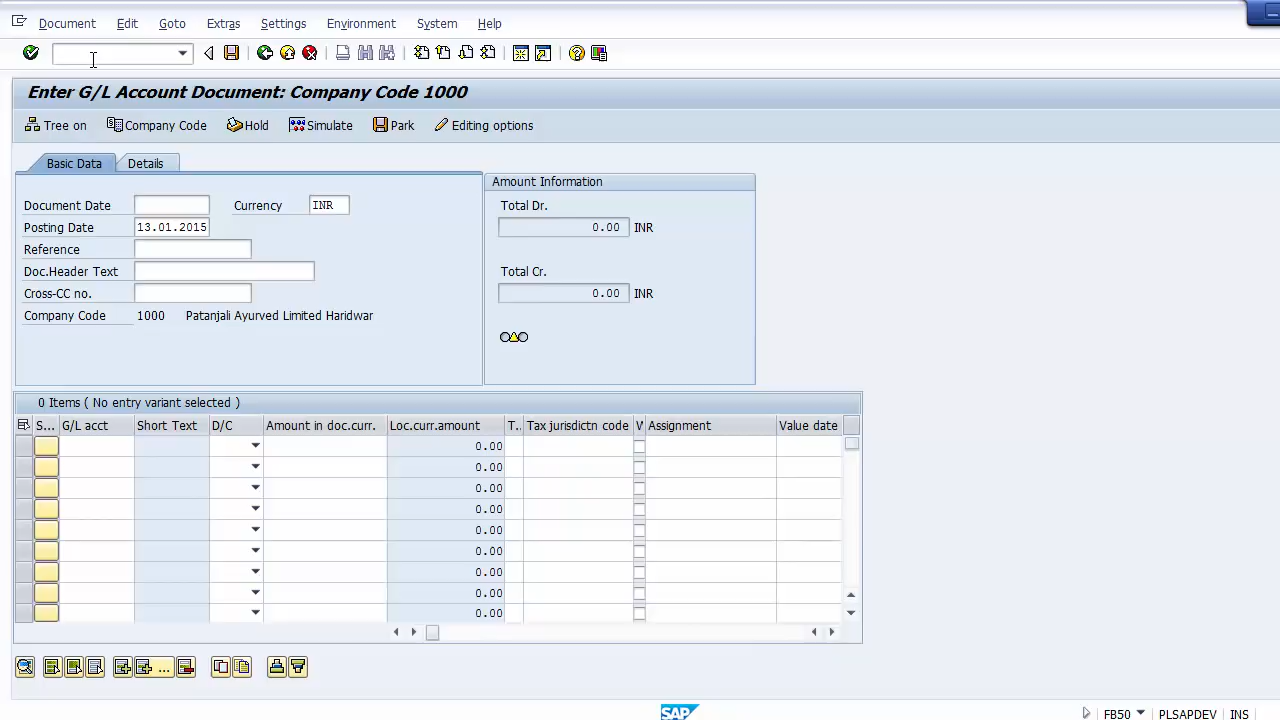 Document Edit Goto Extras Settings Environment System Help
Enter G/L Account Document: Company Code 1000
Tree on Company Code Hold Simulate Park Editing options
Basic Data Details
Amount Information
Document Date Currency INR
Total Dr.
Posting Date 13.01.2015
0.00 INR
Reference
Doc.Header Text
Total Cr.
Cross-CC no.
0.00 INR
Company Code 1000 Patanjali Ayurved Limited Haridwar
0 Items ( No entry variant selected )
S... G/L acct Short Text D/C Amount in doc.curr. Loc.curr.amount T.. Tax jurisdictn code V Assignment Value date
0.00
0.00
0.00
0.00
0.00
0.00
0.00
0.00
0.00
...
SAP FB50 PLSAPDEV INS